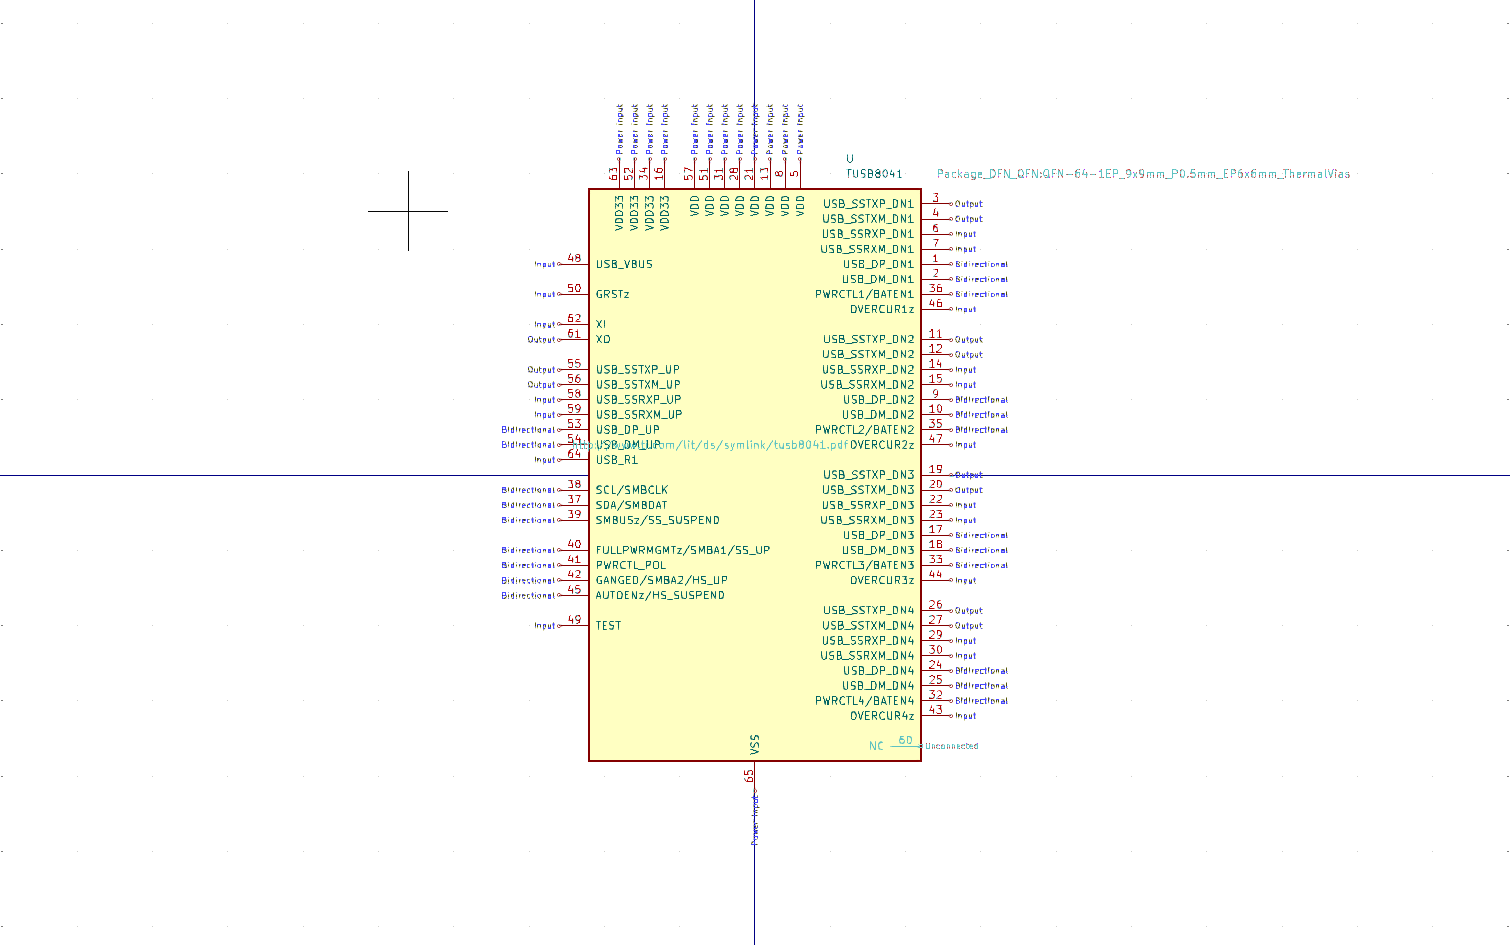 Power Input Power Input Power Input Power Input Power Input Power Input Power Input Power Input Power Input Power Input Power Input Power Input
63 52 34 16 57 51 31 28 21 13 8 5
VDD33 VDD33 VDD33 VDD33 VDD VDD VDD VDD VDD VDD VDD VDD
U
TUSB8041 Package_DFN_QFN:QFN-64-1EP_9x9mm_P0.5mm_EP6x6mm_ThermalVias
USB_SSTXP_DN1 3 Output
USB_SSTXM_DN1 4 Output
USB_SSRXP_DN1 6 Input
USB_SSRXM_DN1 7 Input
Input 48 USB_VBUS USB_DP_DN1 1 Bidirectional
USB_DM_DN1 2 Bidirectional
Input 50 GRSTz PWRCTL1/BATEN1 36 Bidirectional
OVERCUR1z 46 Input
Input 62 XI
Output 61 XO USB_SSTXP_DN2 11 Output
USB_SSTXM_DN2 12 Output
Output 55 USB_SSTXP_UP USB_SSRXP_DN2 14 Input
Output 56 USB_SSTXM_UP USB_SSRXM_DN2 15 Input
Input 58 USB_SSRXP_UP USB_DP_DN2 9 Bidirectional
Input 59 USB_SSRXM_UP USB_DM_DN2 10 Bidirectional
Bidirectional 53 USB_DP_UP PWRCTL2/BATEN2 35 Bidirectional
Bidirectional 54 USB_DM_UP http://www.ti.com/lit/ds/symlink/tusb8041.pdf OVERCUR2z 47 Input
Input 64 USB_R1
USB_SSTXP_DN3 19 Output
Bidirectional 38 SCL/SMBCLK USB_SSTXM_DN3 20 Output
Bidirectional 37 SDA/SMBDAT USB_SSRXP_DN3 22 Input
Bidirectional 39 SMBUSz/SS_SUSPEND USB_SSRXM_DN3 23 Input
USB_DP_DN3 17 Bidirectional
Bidirectional 40 FULLPWRMGMTz/SMBA1/SS_UP USB_DM_DN3 18 Bidirectional
Bidirectional 41 PWRCTL_POL PWRCTL3/BATEN3 33 Bidirectional
Bidirectional 42 GANGED/SMBA2/HS_UP OVERCUR3z 44 Input
Bidirectional 45 AUTOENz/HS_SUSPEND
USB_SSTXP_DN4 26 Output
Input 49 TEST USB_SSTXM_DN4 27 Output
USB_SSRXP_DN4 29 Input
USB_SSRXM_DN4 30 Input
USB_DP_DN4 24 Bidirectional
USB_DM_DN4 25 Bidirectional
PWRCTL4/BATEN4 32 Bidirectional
OVERCUR4z 43 Input
VSS NC 60 Unconnected
65
Power Input